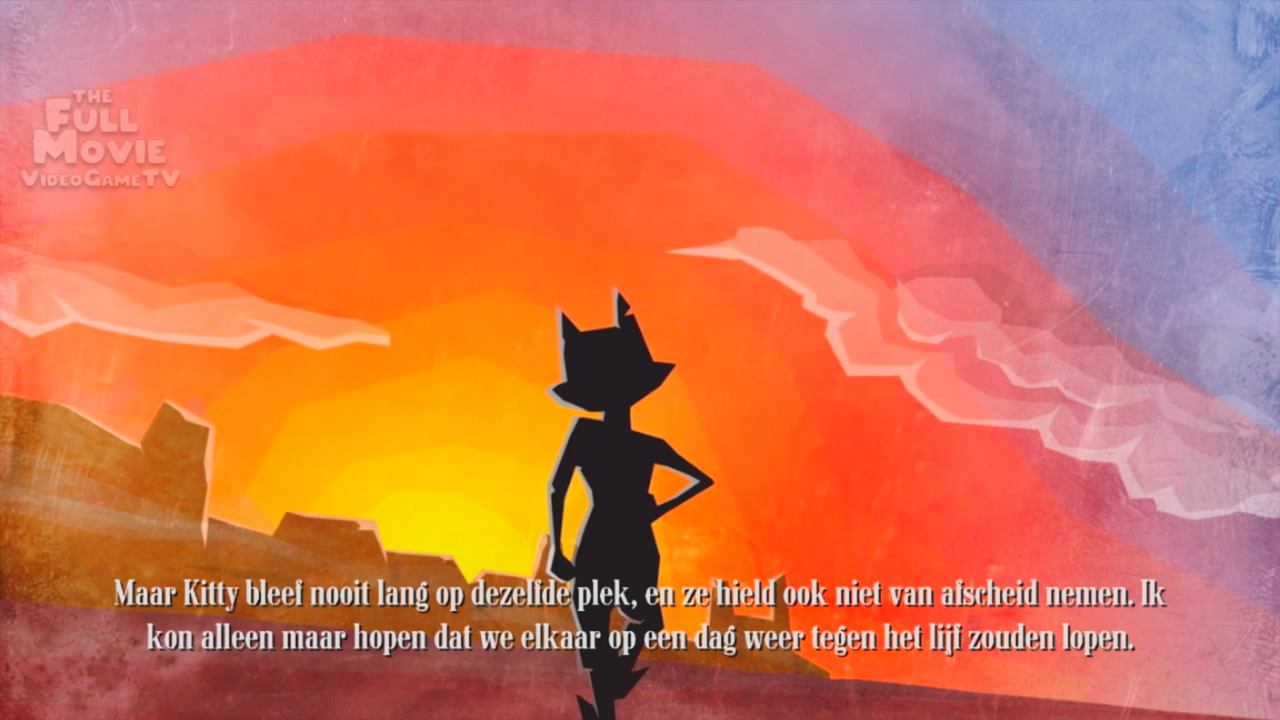 THE
FULL
MOVIE
VIDEOGAMETV
Maar Kitty bleef nooit lang op dezelfde plek, en ze hield ook niet van afscheid nemen. Ik
kon alleen maar hopen dat we elkaar op een dag weer tegen het lijf zouden lopen.